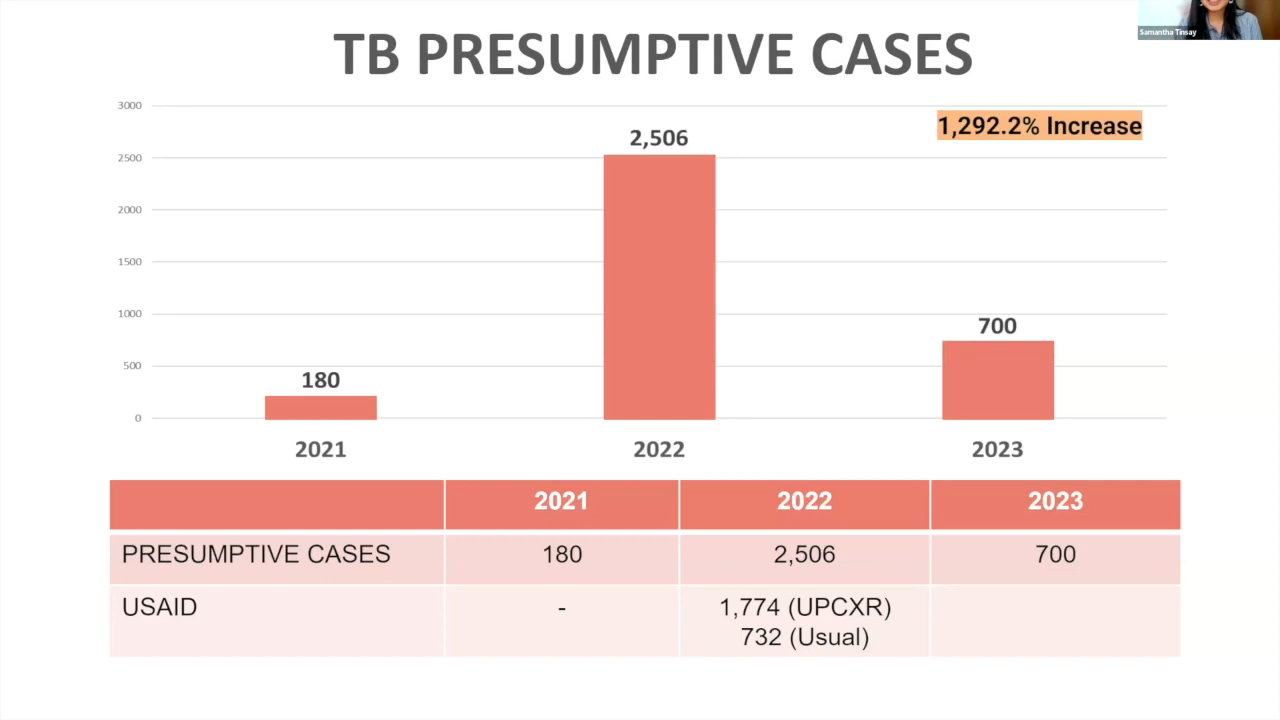 Samantha Tinsay
TB PRESUMPTIVE CASES
1,292.2% Increase
3000
2500
2000
1500
1000
500
0
180
2,506
700
2021
2022
2023
2021 2022 2023
PRESUMPTIVE CASES 180 2,506 700
USAID - 1,774 (UPCXR)
732 (Usual)